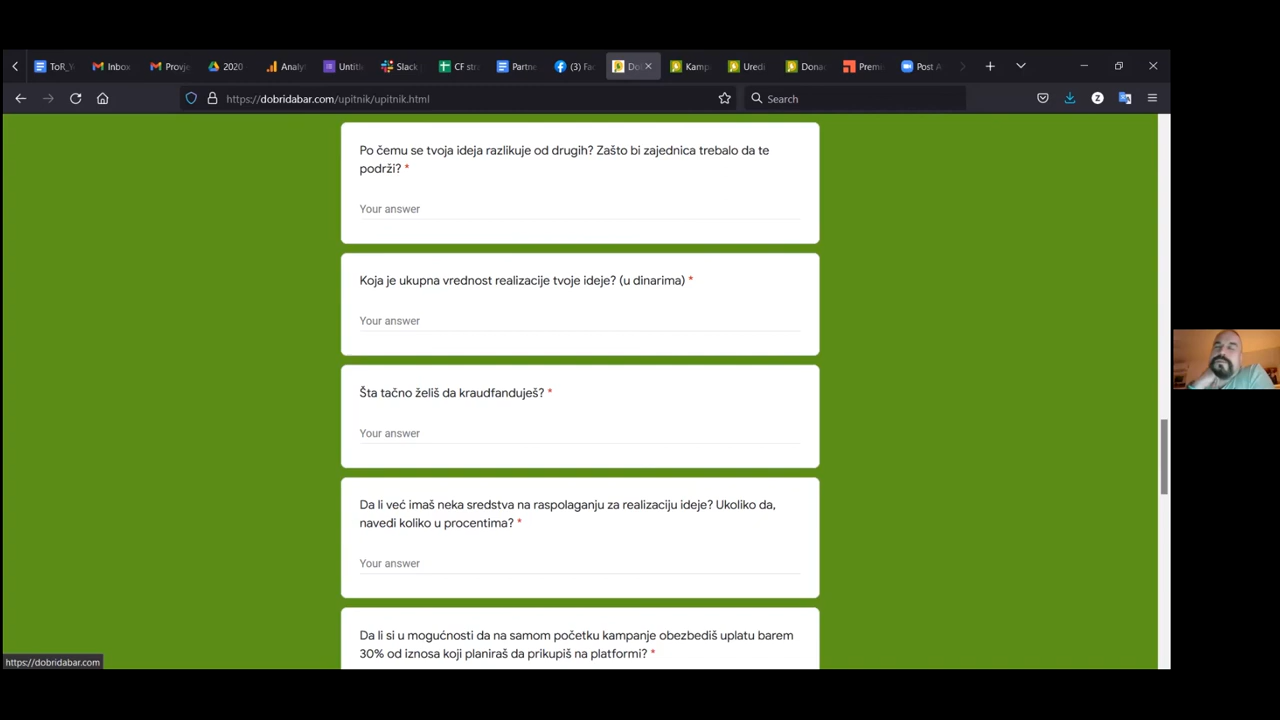 ToR_Y
Inbox
Provje
2020
Analy
Untitl
Slack
CF stra
Partne
(3) Fac
Do
Kamp
Uredi
Dona
Premi
Post A
https://dobridabar.com/upitnik/upitnik.html
Search
Z
Po čemu se tvoja ideja razlikuje od drugih? Zašto bi zajednica trebalo da te
podrži? *
Your answer
Koja je ukupna vrednost realizacije tvoje ideje? (u dinarima) *
Your answer
Šta tačno želiš da kraudfanduješ? *
Your answer
Da li već imaš neka sredstva na raspolaganju za realizaciju ideje? Ukoliko da,
navedi koliko u procentima? *
Your answer
Da li si u mogućnosti da na samom početku kampanje obezbediš uplatu barem
30% od iznosa koji planiraš da prikupiš na platformi? *
https://dobridabar.com